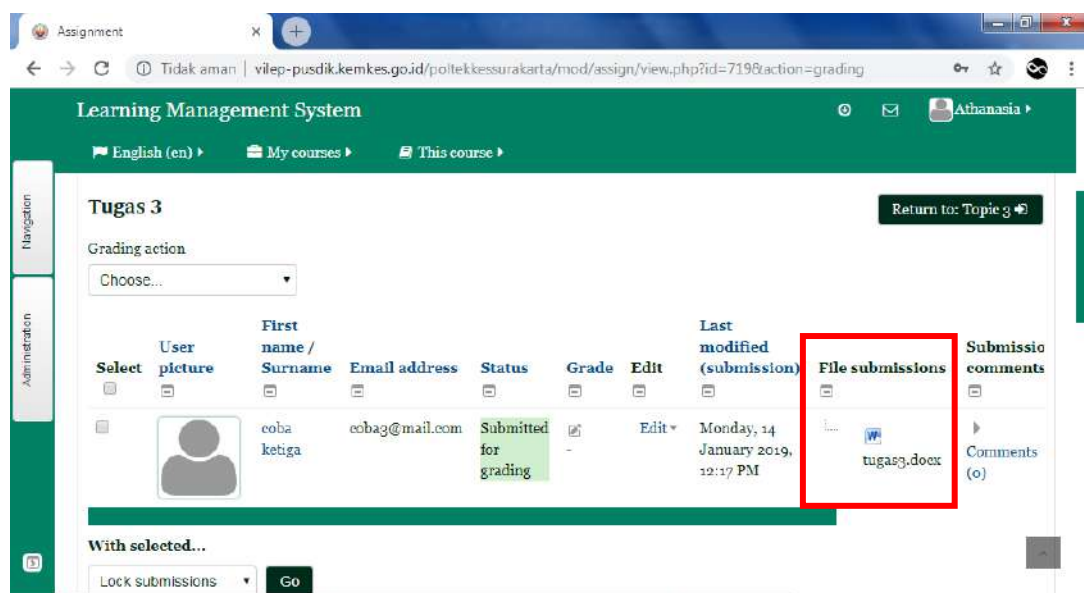 Assignment
Tidak aman | vilep-pusdik.kemkes.go.id/poltekkessurakarta/mod/assign/view.php?id=719&action=grading
Learning Management System
Athanasia
English (en)
My courses
This course
Navigation
Administration
Tugas 3
Return to: Topic 3
Grading action
Choose...
Select
User picture
First name / Surname
Email address
Status
Grade
Edit
Last modified (submission)
File submissions
Submissio comments
coba ketiga
coba3@mail.com
Submitted for grading
-
Edit
Monday, 14 January 2019, 12:17 PM
tugas3.docx
Comments (0)
With selected...
Lock submissions
Go